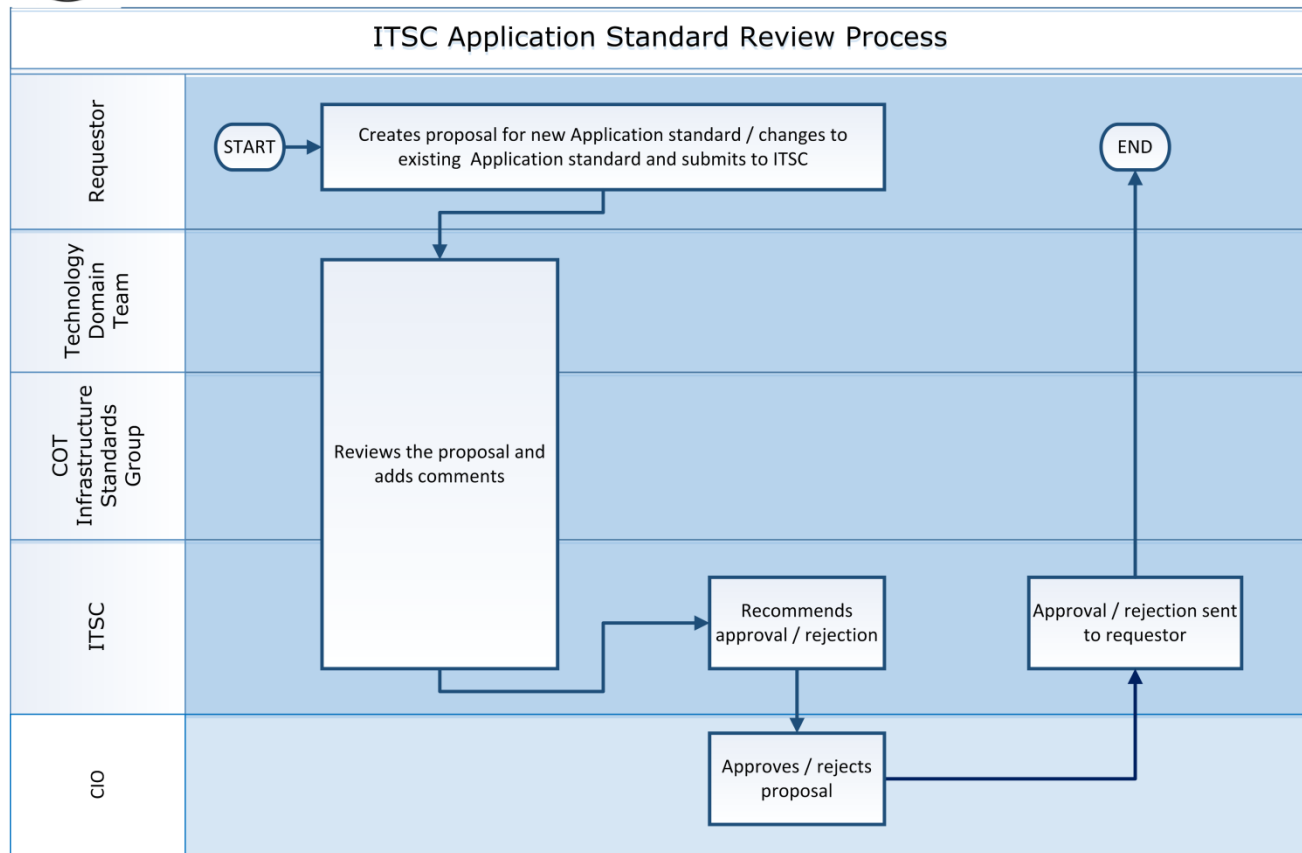 ITSC Application Standard Review Process
Requestor
START
Creates proposal for new Application standard / changes to
existing Application standard and submits to ITSC
END
Technology
Domain
Team
COT
Infrastructure
Standards
Group
Reviews the proposal and
adds comments
ITSC
Recommends
approval / rejection
Approval / rejection sent
to requestor
CIO
Approves / rejects
proposal